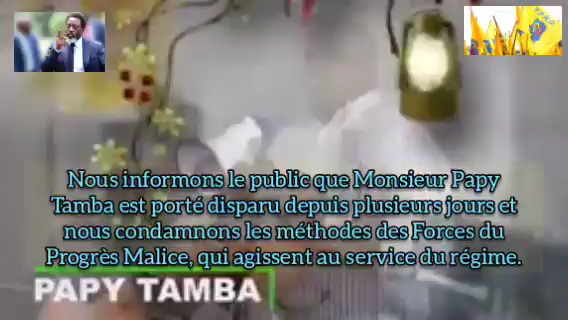 Nous informons le public que Monsieur Papy
Tamba est porté disparu depuis plusieurs jours et
nous condamnons les méthodes des Forces du
Progrès Malice, qui agissent au service du régime.
PAPY TAMBA